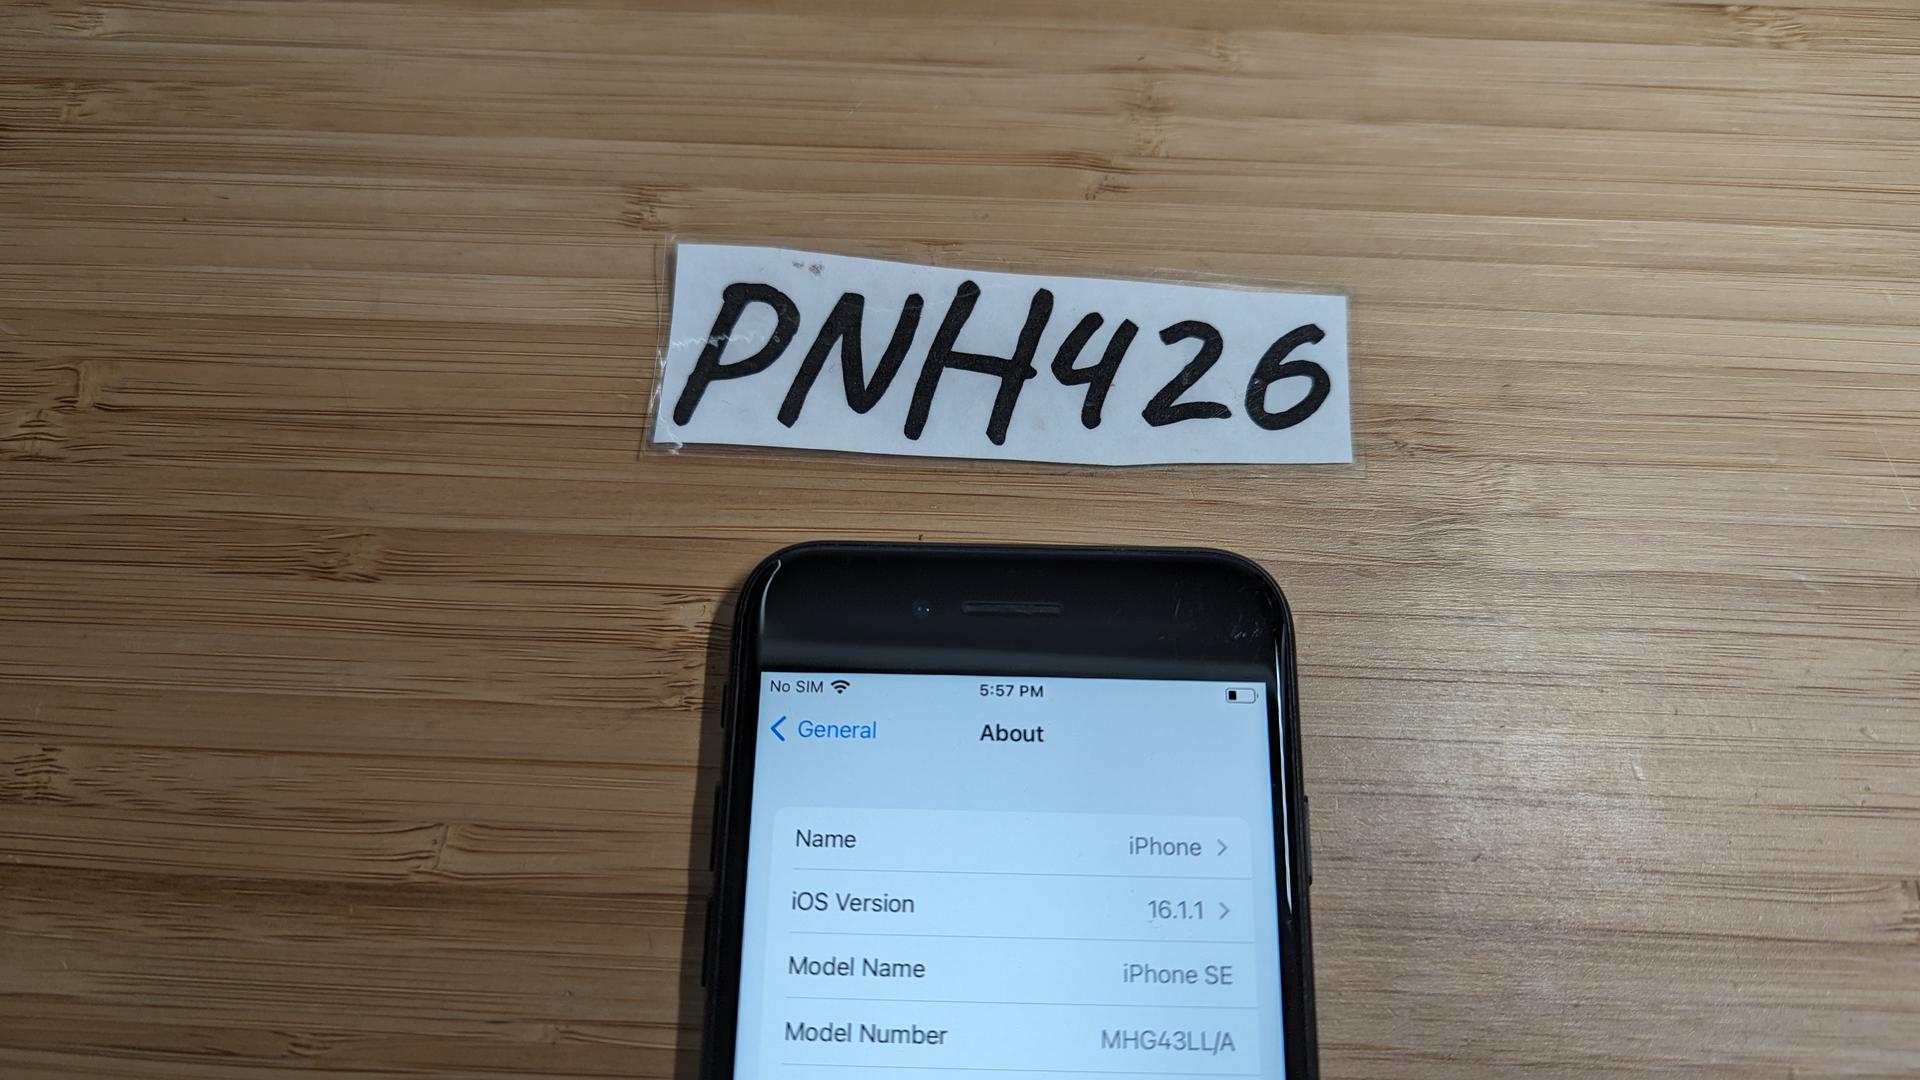 PNH426
No SIM 5:57 PM
General About
Name iPhone
iOS Version 16.1.1
Model Name iPhone SE
Model Number MHG43LL/A